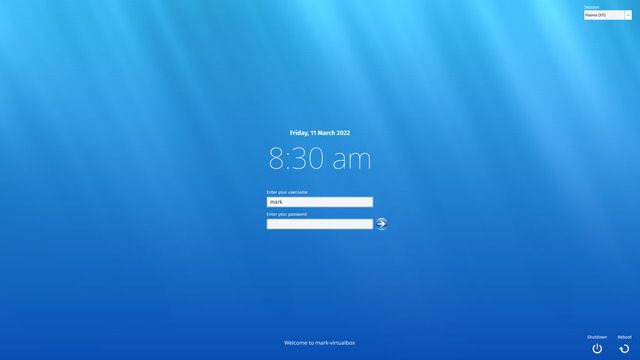 Session
Plasma (X11)
Friday, 11 March 2022
8:30 am
Enter your username
mark
Enter your password
Welcome to mark-virtualbox
Shutdown
Reboot